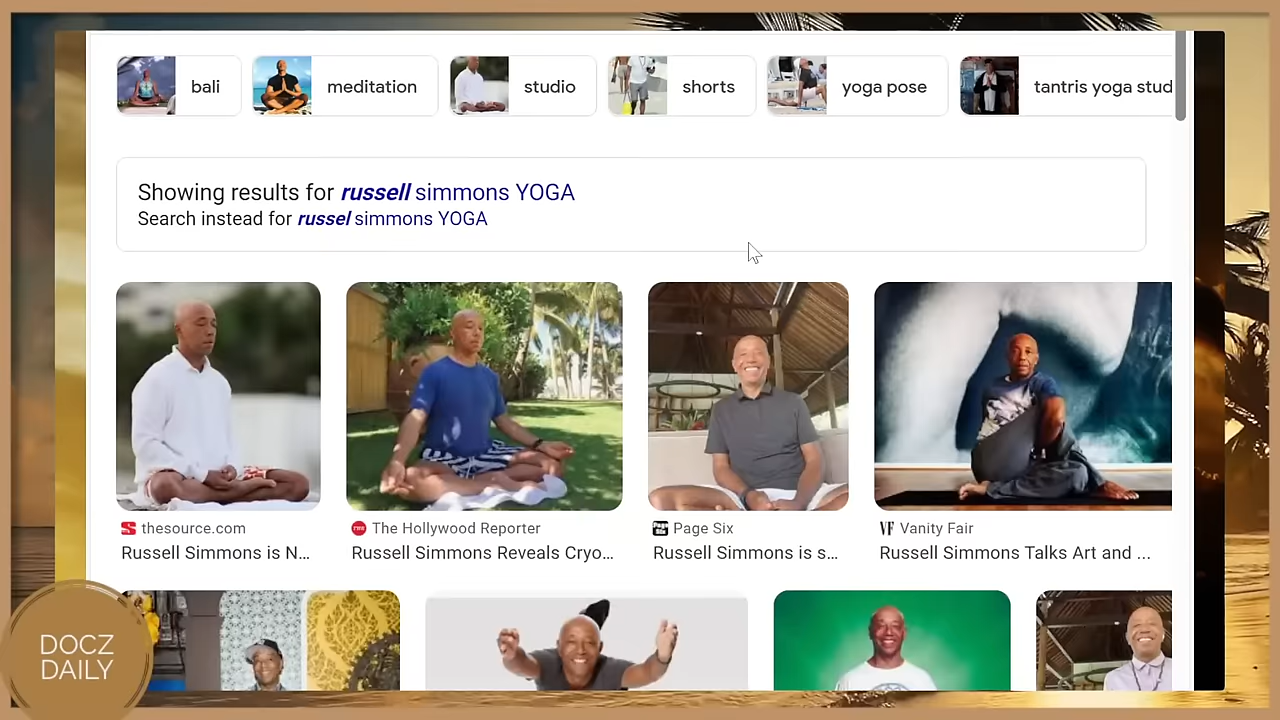 bali
meditation
studio
shorts
yoga pose
tantris yoga stud
Showing results for russell simmons YOGA
Search instead for russel simmons YOGA
thesource.com
The Hollywood Reporter
Page Six
Vanity Fair
Russell Simmons is N...
Russell Simmons Reveals Cryo...
Russell Simmons is s...
Russell Simmons Talks Art and ...
DOCZ
DAILY